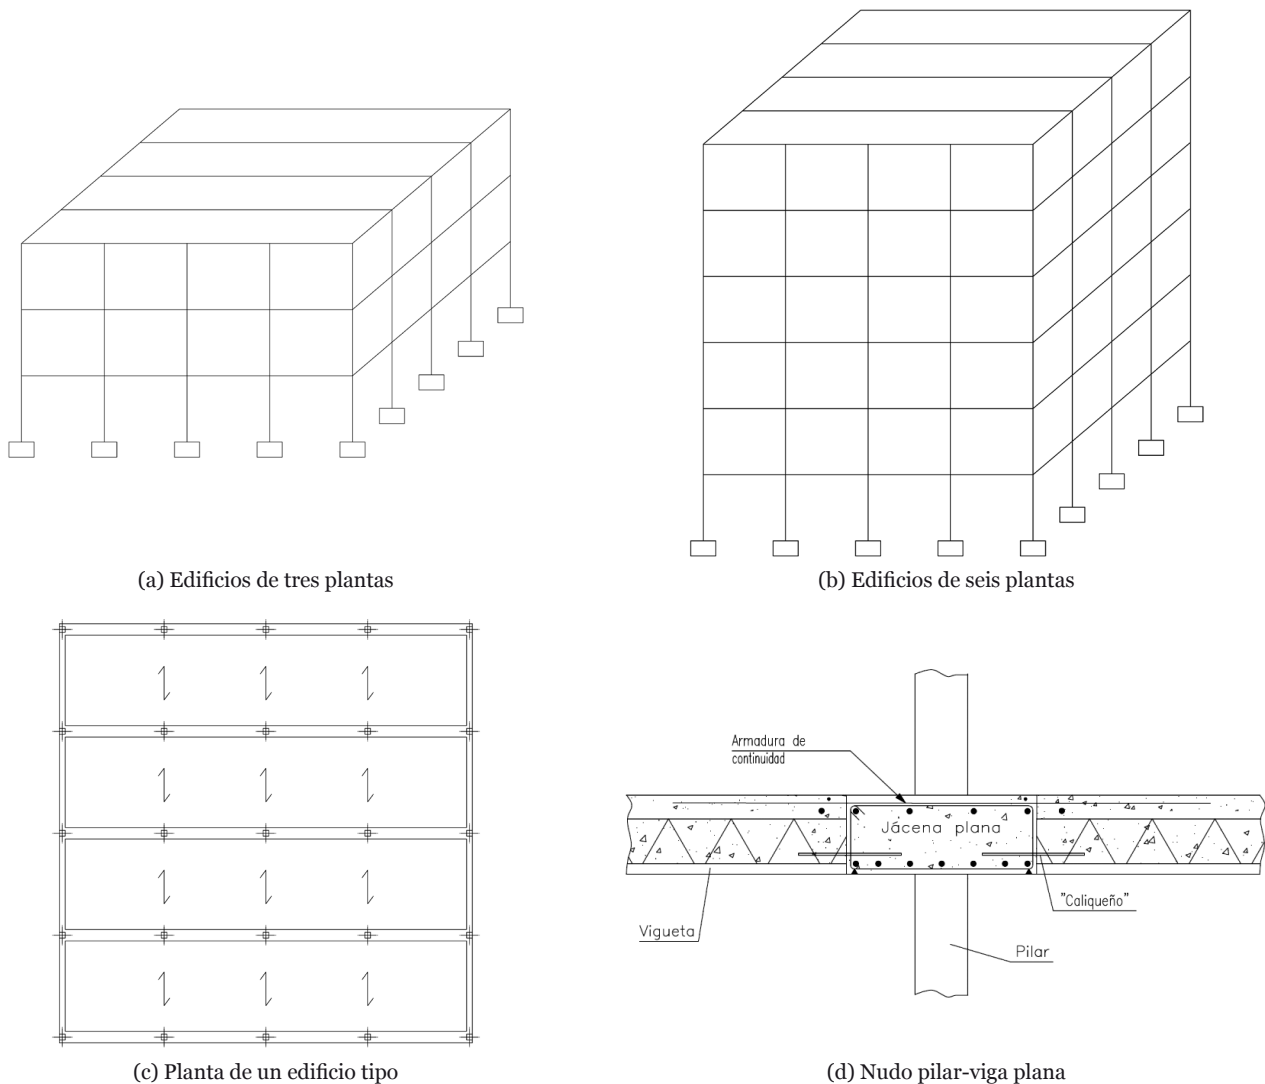 (a) Edificios de tres plantas
(b) Edificios de seis plantas
Armadura de
continuidad
Jácena plana
"Caliqueño"
Vigueta
Pilar
(c) Planta de un edificio tipo
(d) Nudo pilar-viga plana